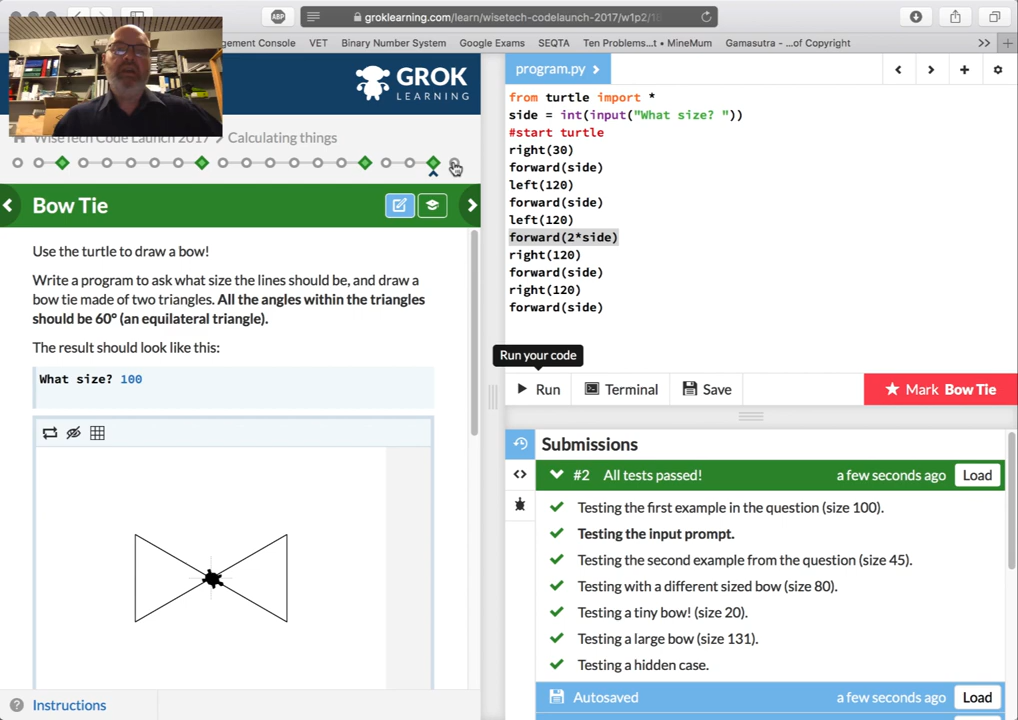 ABP
groklearning.com/learn/wisetech-codelaunch-2017/w1p2/18
gement Console VET Binary Number System Google Exams SEQTA Ten Problems...t • MineMum Gamasutra - ...of Copyright
GROK
LEARNING
WiseTech Code Launch 2017 > Calculating things
Bow Tie
Use the turtle to draw a bow!
Write a program to ask what size the lines should be, and draw a
bow tie made of two triangles. All the angles within the triangles
should be 60° (an equilateral triangle).
The result should look like this:
What size? 100
Instructions
program.py
from turtle import *
side = int(input("What size? "))
#start turtle
right(30)
forward(side)
left(120)
forward(side)
left(120)
forward(2*side)
right(120)
forward(side)
right(120)
forward(side)
Run your code
Run Terminal Save Mark Bow Tie
Submissions
#2 All tests passed! a few seconds ago Load
Testing the first example in the question (size 100).
Testing the input prompt.
Testing the second example from the question (size 45).
Testing with a different sized bow (size 80).
Testing a tiny bow! (size 20).
Testing a large bow (size 131).
Testing a hidden case.
Autosaved a few seconds ago Load